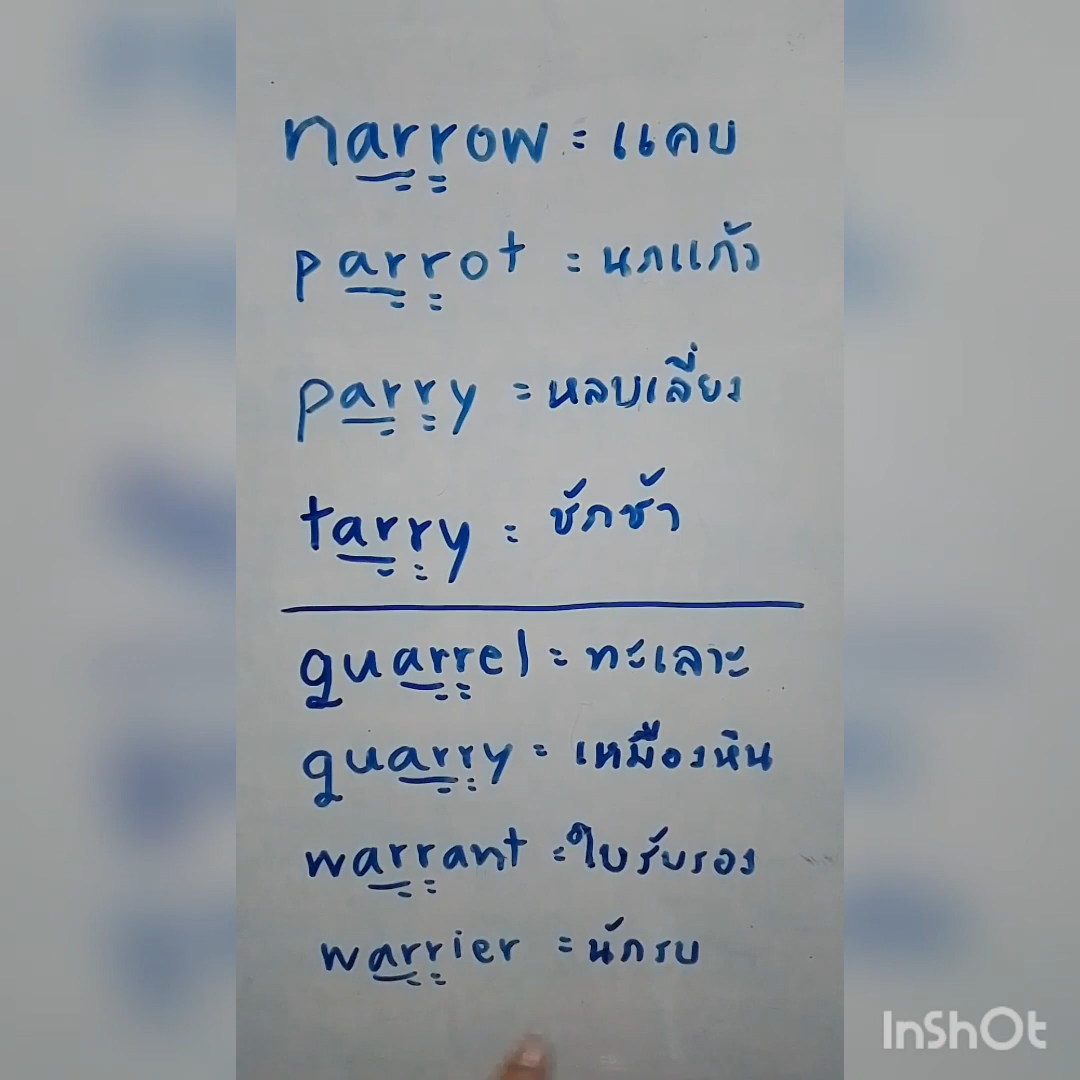 narrow = แคบ
parrot = นกแก้ว
parry = หลบเลี่ยง
tarry = ชักช้า
quarrel = ทะเลาะ
quarry = เหมืองหิน
warrant = ใบรับรอง
warrier = นักรบ
InShOt